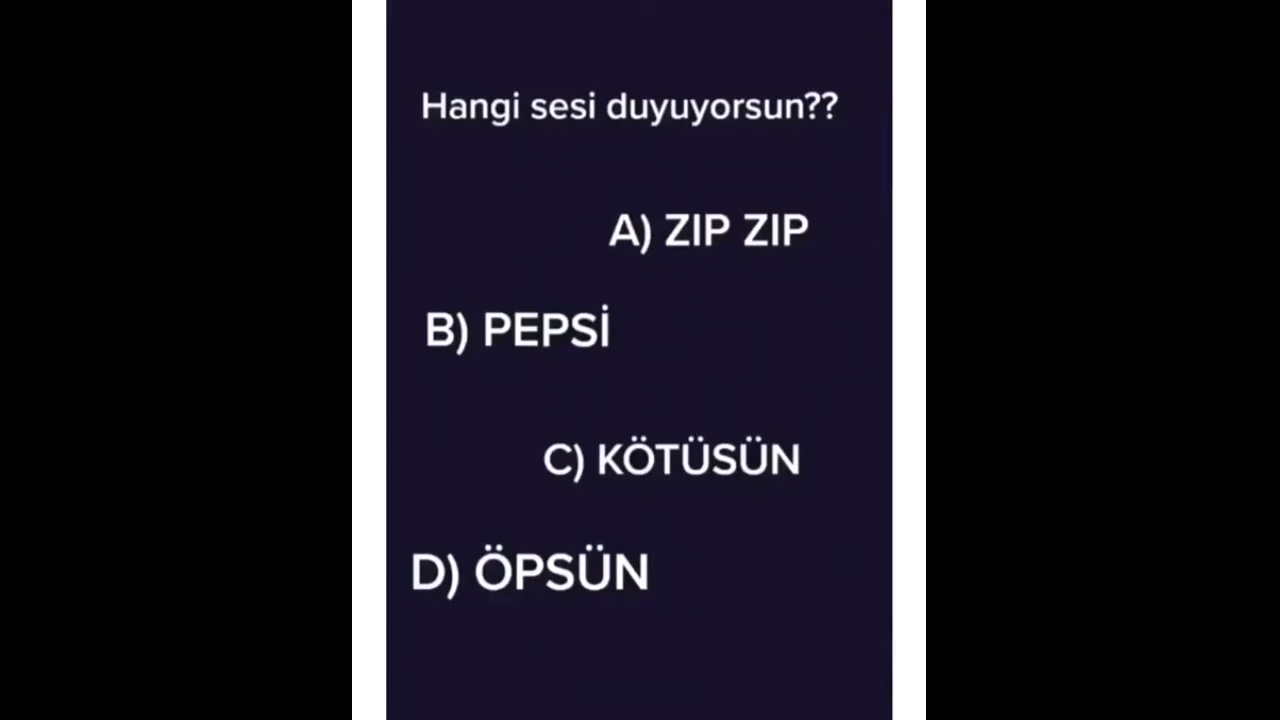 Hangi sesi duyuyorsun??
A) ZIP ZIP
B) PEPSİ
C) KÖTÜSÜN
D) ÖPSÜN